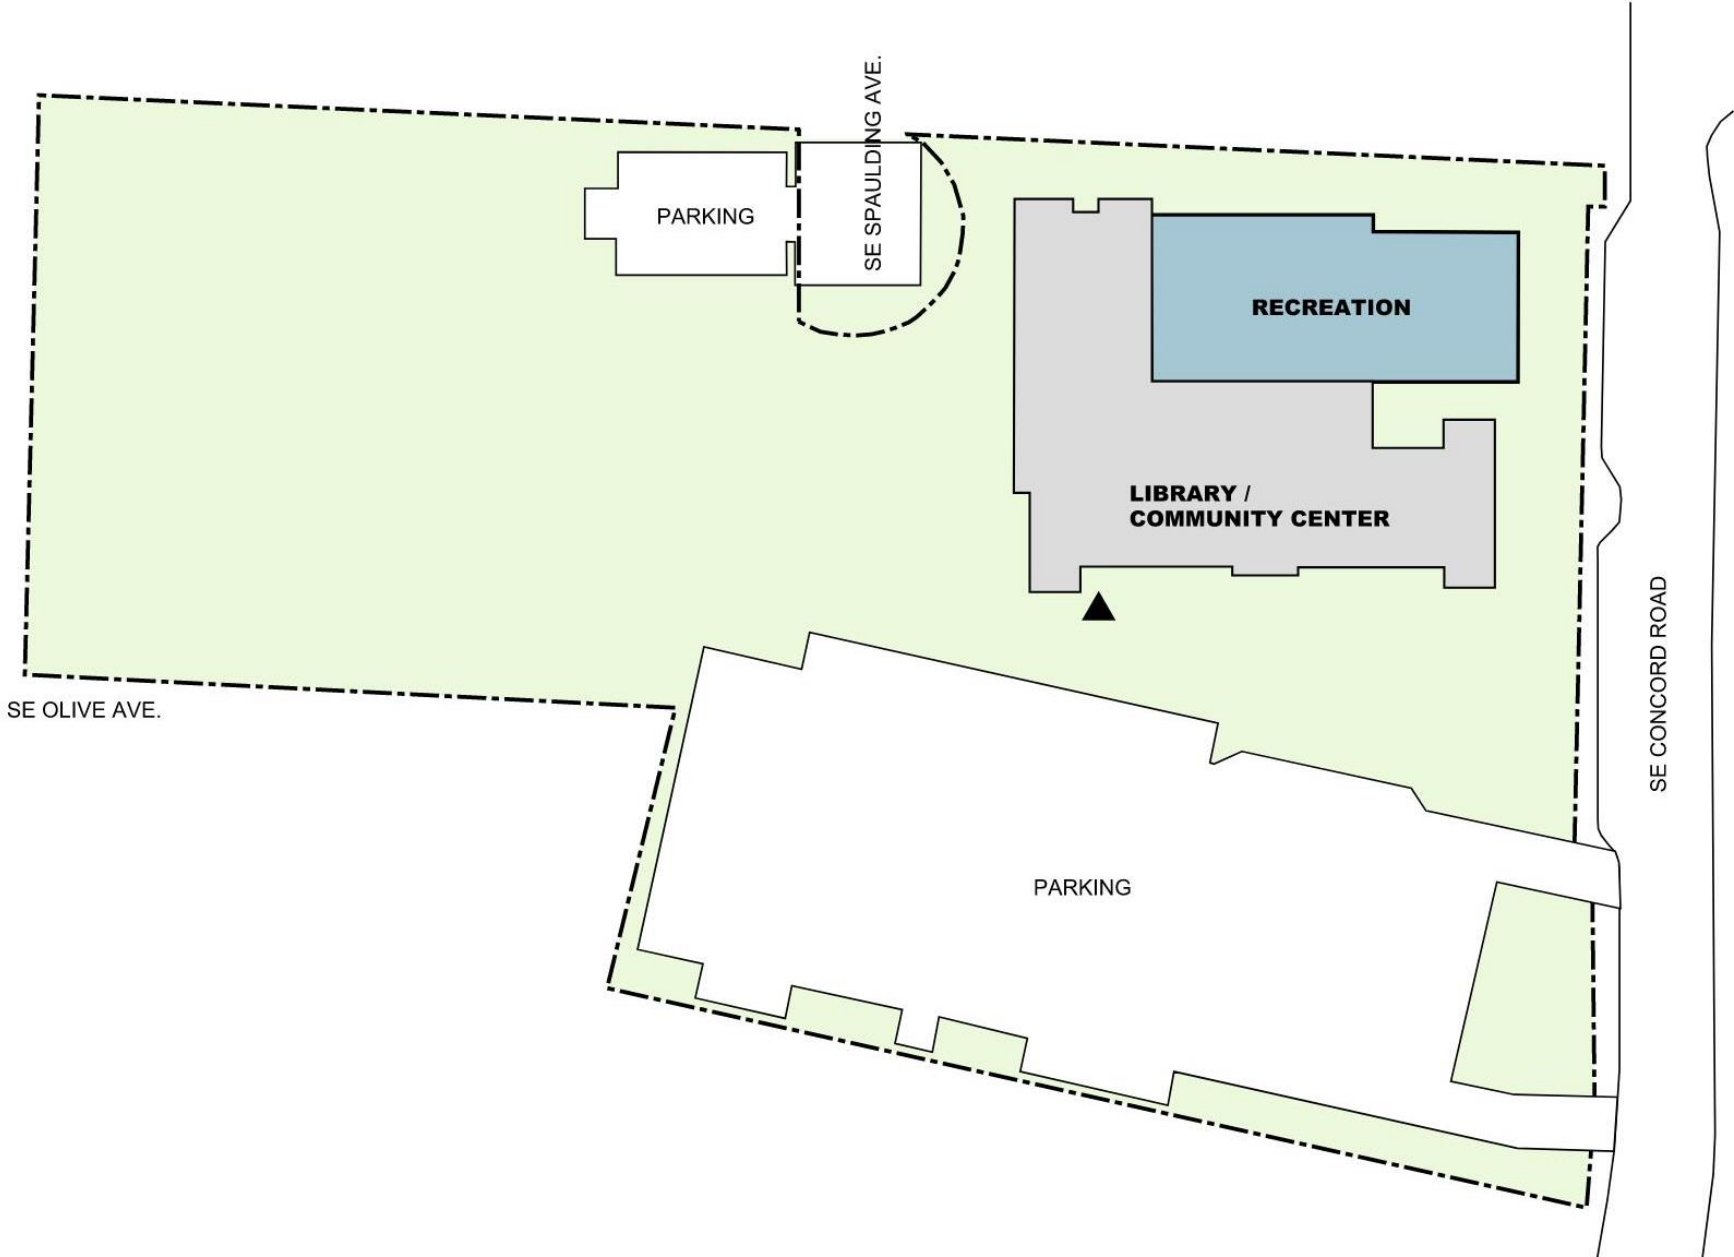 SE SPAULDING AVE.
PARKING
RECREATION
LIBRARY /
COMMUNITY CENTER
SE CONCORD ROAD
SE OLIVE AVE.
PARKING